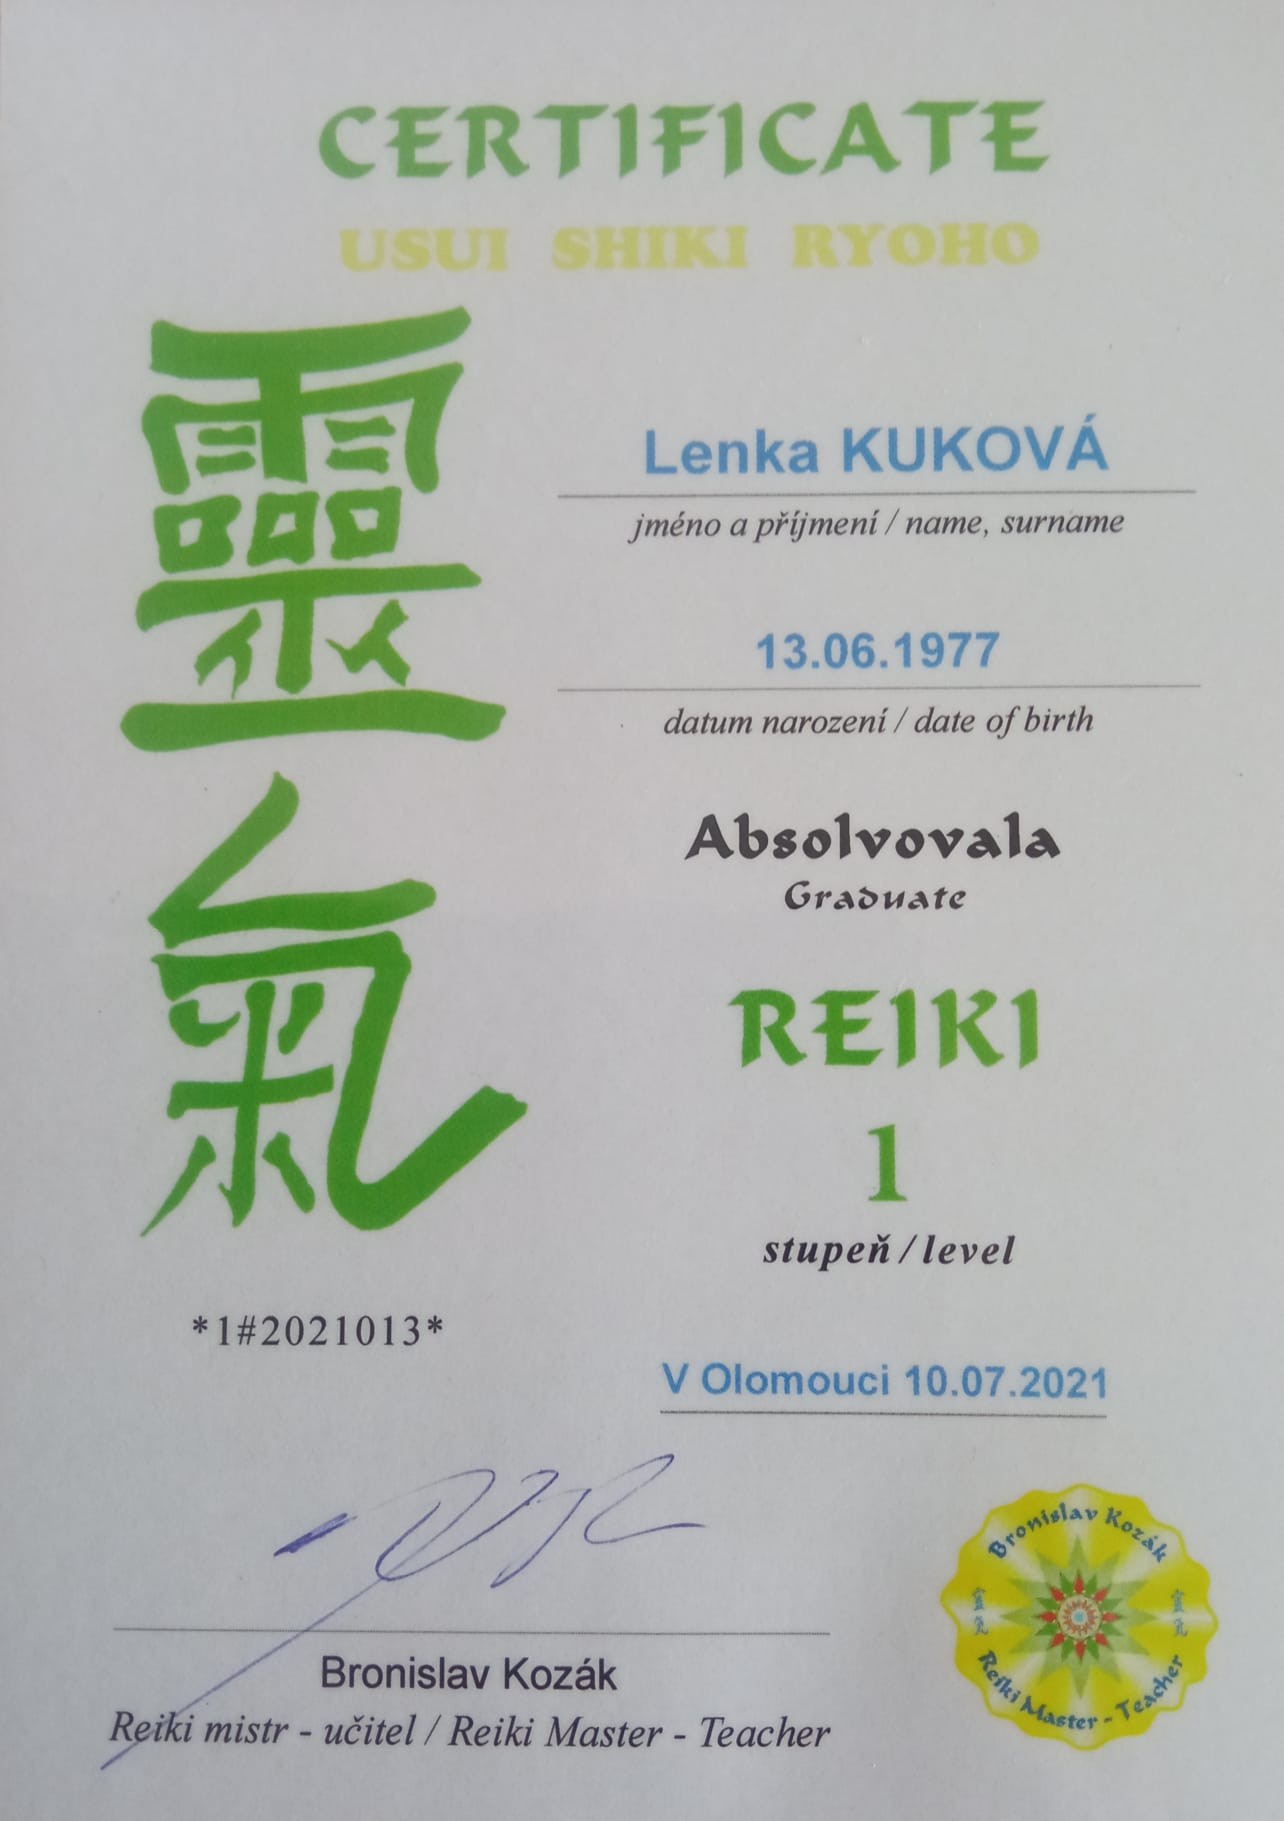 CERTIFICATE
USUI SHIKI RYOHO
靈
氣
Lenka KUKOVÁ
jméno a příjmení / name, surname
13.06.1977
datum narození / date of birth
Absolvovala
Graduate
REIKI
1
stupeň / level
*1#2021013*
V Olomouci 10.07.2021
Bronislav Kozák
Reiki mistr - učitel / Reiki Master - Teacher
Bronislav Kozák
Reiki Master - Teacher